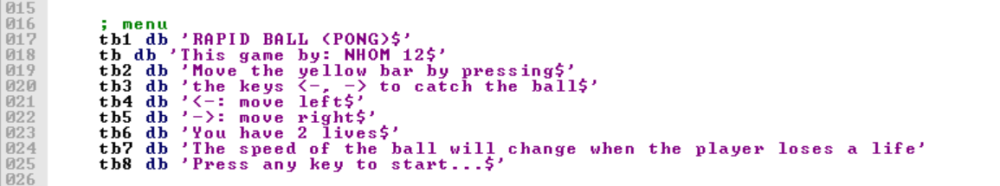 015
016 ; menu
017 tb1 db 'RAPID BALL (PONG)$'
018 tb db 'This game by: NHOM 12$'
019 tb2 db 'Move the yellow bar by pressing$'
020 tb3 db 'the keys <-, -> to catch the ball$'
021 tb4 db '<-: move left$'
022 tb5 db '->: move right$'
023 tb6 db 'You have 2 lives$'
024 tb7 db 'The speed of the ball will change when the player loses a life'
025 tb8 db 'Press any key to start...$'
026